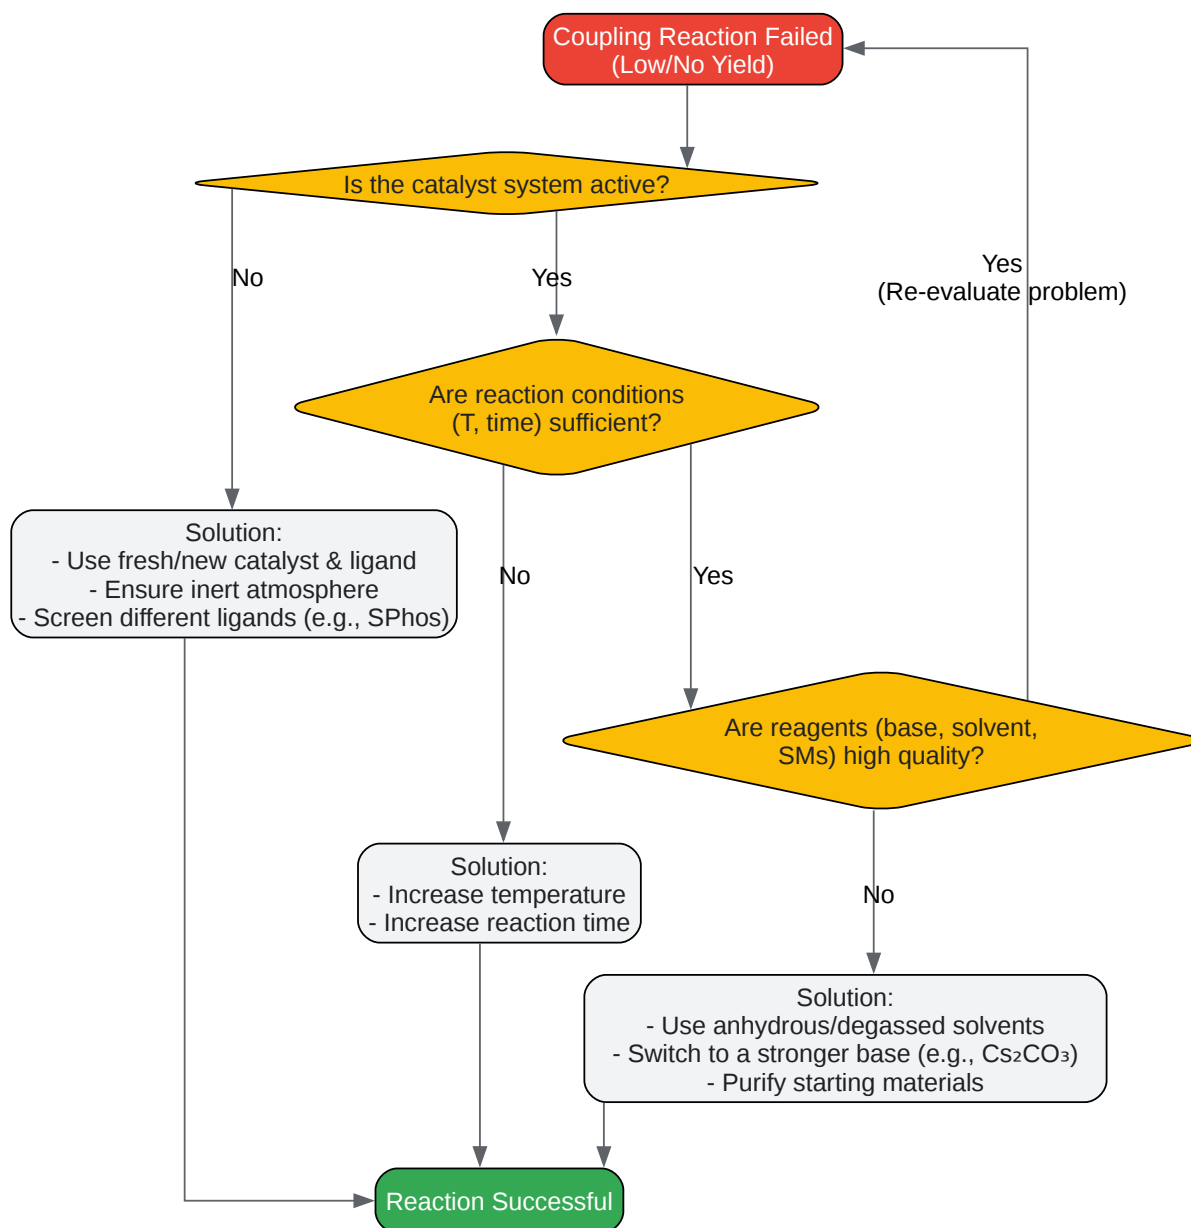 Coupling Reaction Failed
(Low/No Yield)
Is the catalyst system active?
No
Yes
Yes
(Re-evaluate problem)
Are reaction conditions
(T, time) sufficient?
Solution:
- Use fresh/new catalyst & ligand
- Ensure inert atmosphere
- Screen different ligands (e.g., SPhos)
No
Yes
Are reagents (base, solvent,
SMs) high quality?
Solution:
- Increase temperature
- Increase reaction time
No
Solution:
- Use anhydrous/degassed solvents
- Switch to a stronger base (e.g., Cs₂CO₃)
- Purify starting materials
Reaction Successful